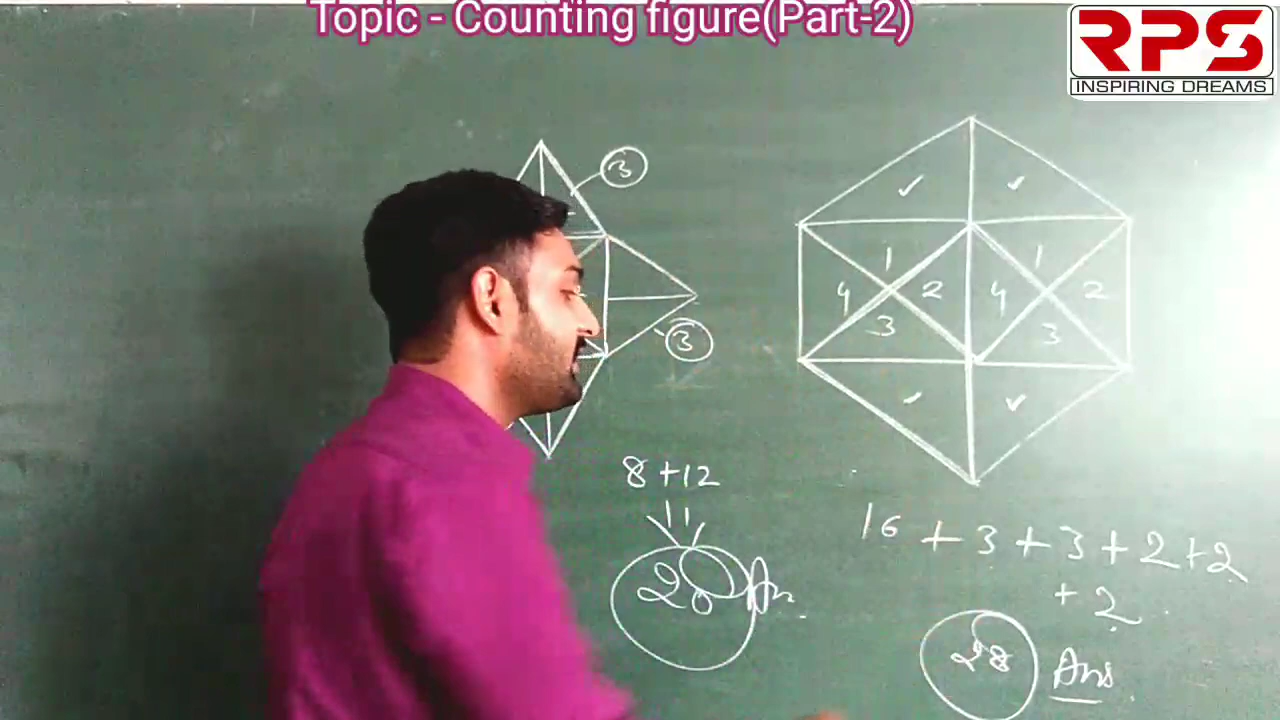 Topic - Counting figure(Part-2)
RPS
INSPIRING DREAMS
3
3
8 + 12
20 An
✓ ✓
1 1
4 2 4 2
3 3
✓ ✓
16 + 3 + 3 + 2 + 2
+ 2
28 Ans